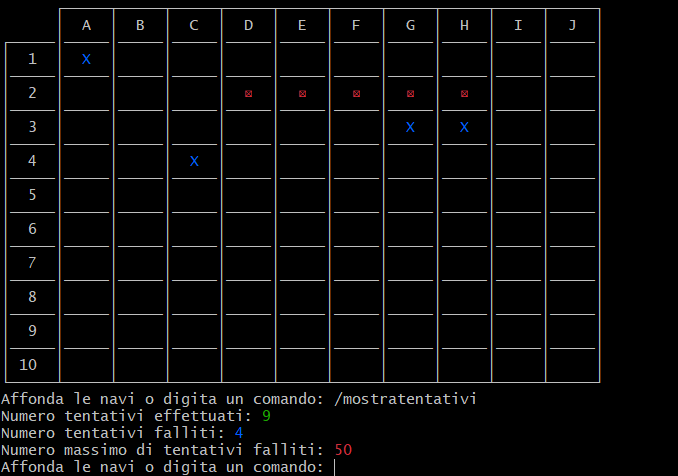 A B C D E F G H I J
1 X
2 ⊠ ⊠ ⊠ ⊠ ⊠
3 X X
4 X
5
6
7
8
9
10
Affonda le navi o digita un comando: /mostratentativi
Numero tentativi effettuati: 9
Numero tentativi falliti: 4
Numero massimo di tentativi falliti: 50
Affonda le navi o digita un comando: